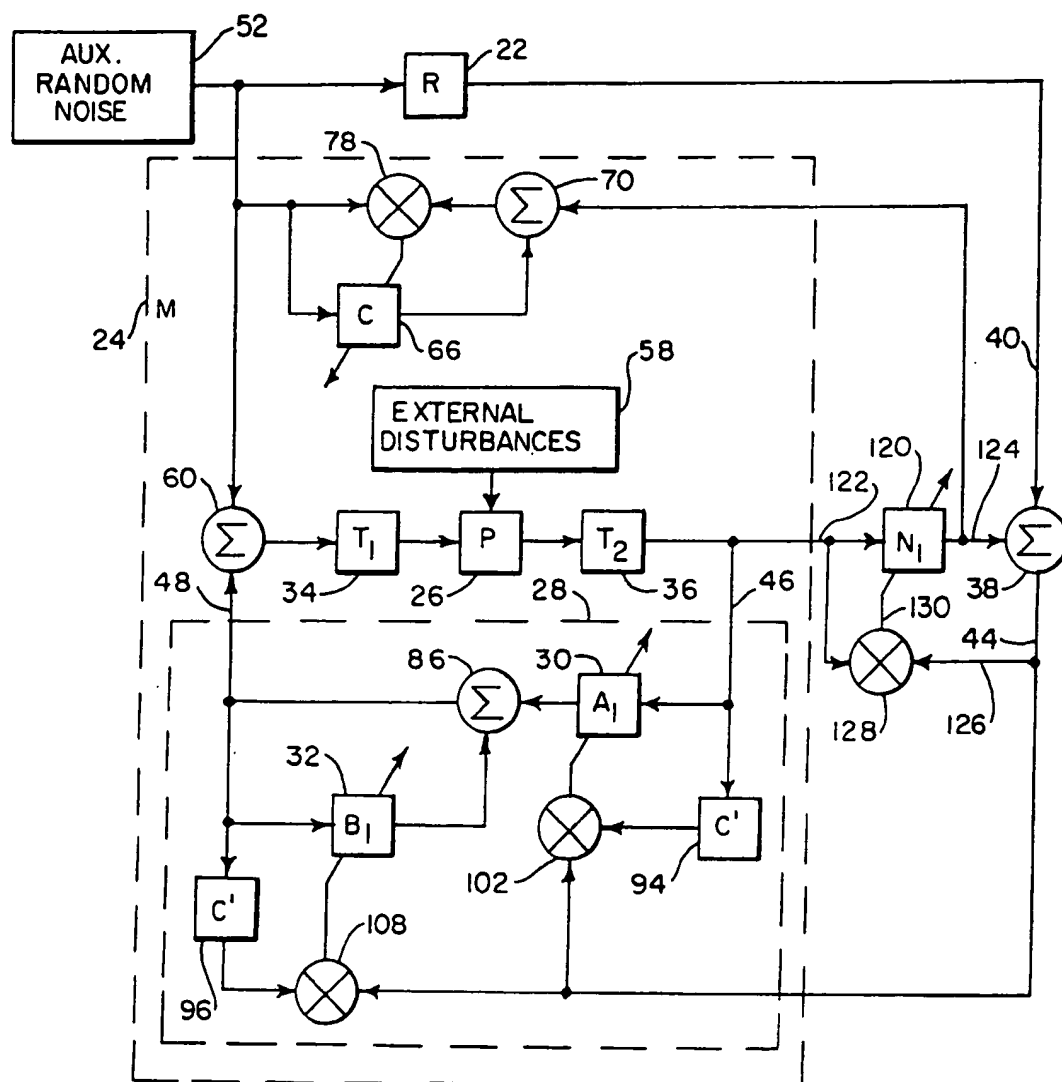 52
AUX.
RANDOM
NOISE
R
22
78
70
Σ
24
M
C
66
58
EXTERNAL
DISTURBANCES
40
60
Σ
T1
34
P
26
T2
36
122
120
N1
124
Σ
38
48
28
46
130
44
128
126
86
Σ
30
A1
32
B1
102
C'
94
C'
96
108